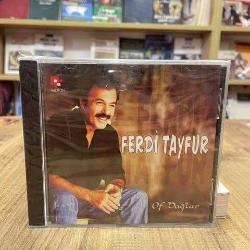 FERDİ TAYFUR
Of Dağlar